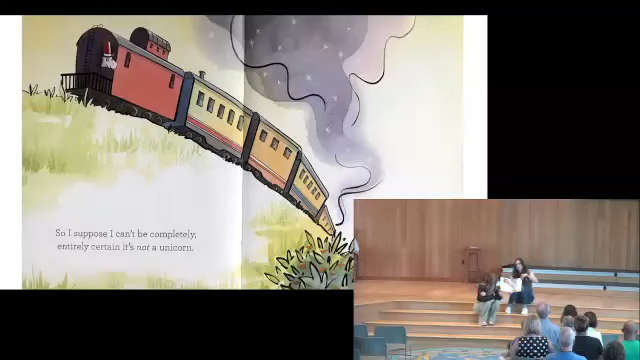 So I suppose I can't be completely,
entirely certain it's not a unicorn.